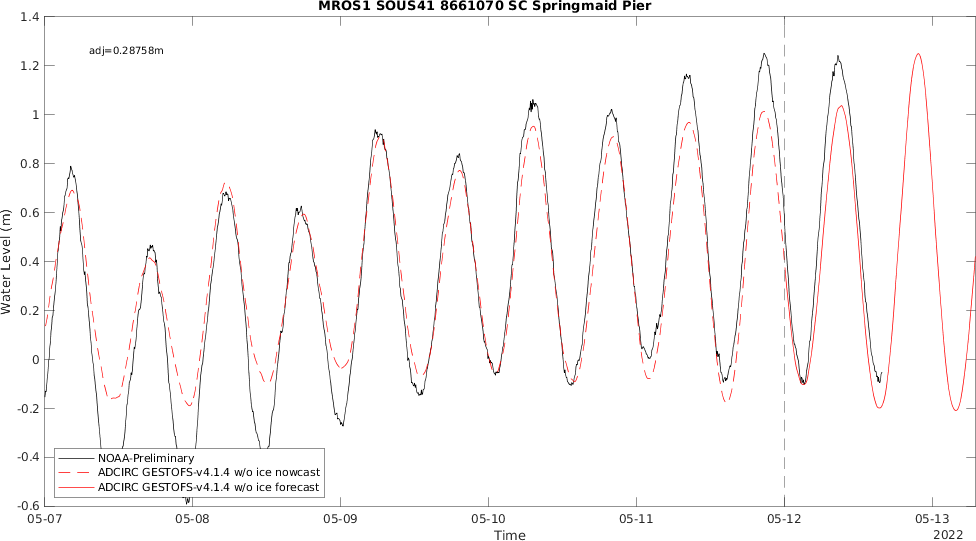 MROS1 SOUS41 8661070 SC Springmaid Pier
1.4
adj=0.28758m
1.2
1
0.8
0.6
0.4
0.2
0
-0.2
-0.4
-0.6
Water Level (m)
NOAA-Preliminary
ADCIRC GESTOFS-v4.1.4 w/o ice nowcast
ADCIRC GESTOFS-v4.1.4 w/o ice forecast
05-07 05-08 05-09 05-10 05-11 05-12 05-13
Time
2022